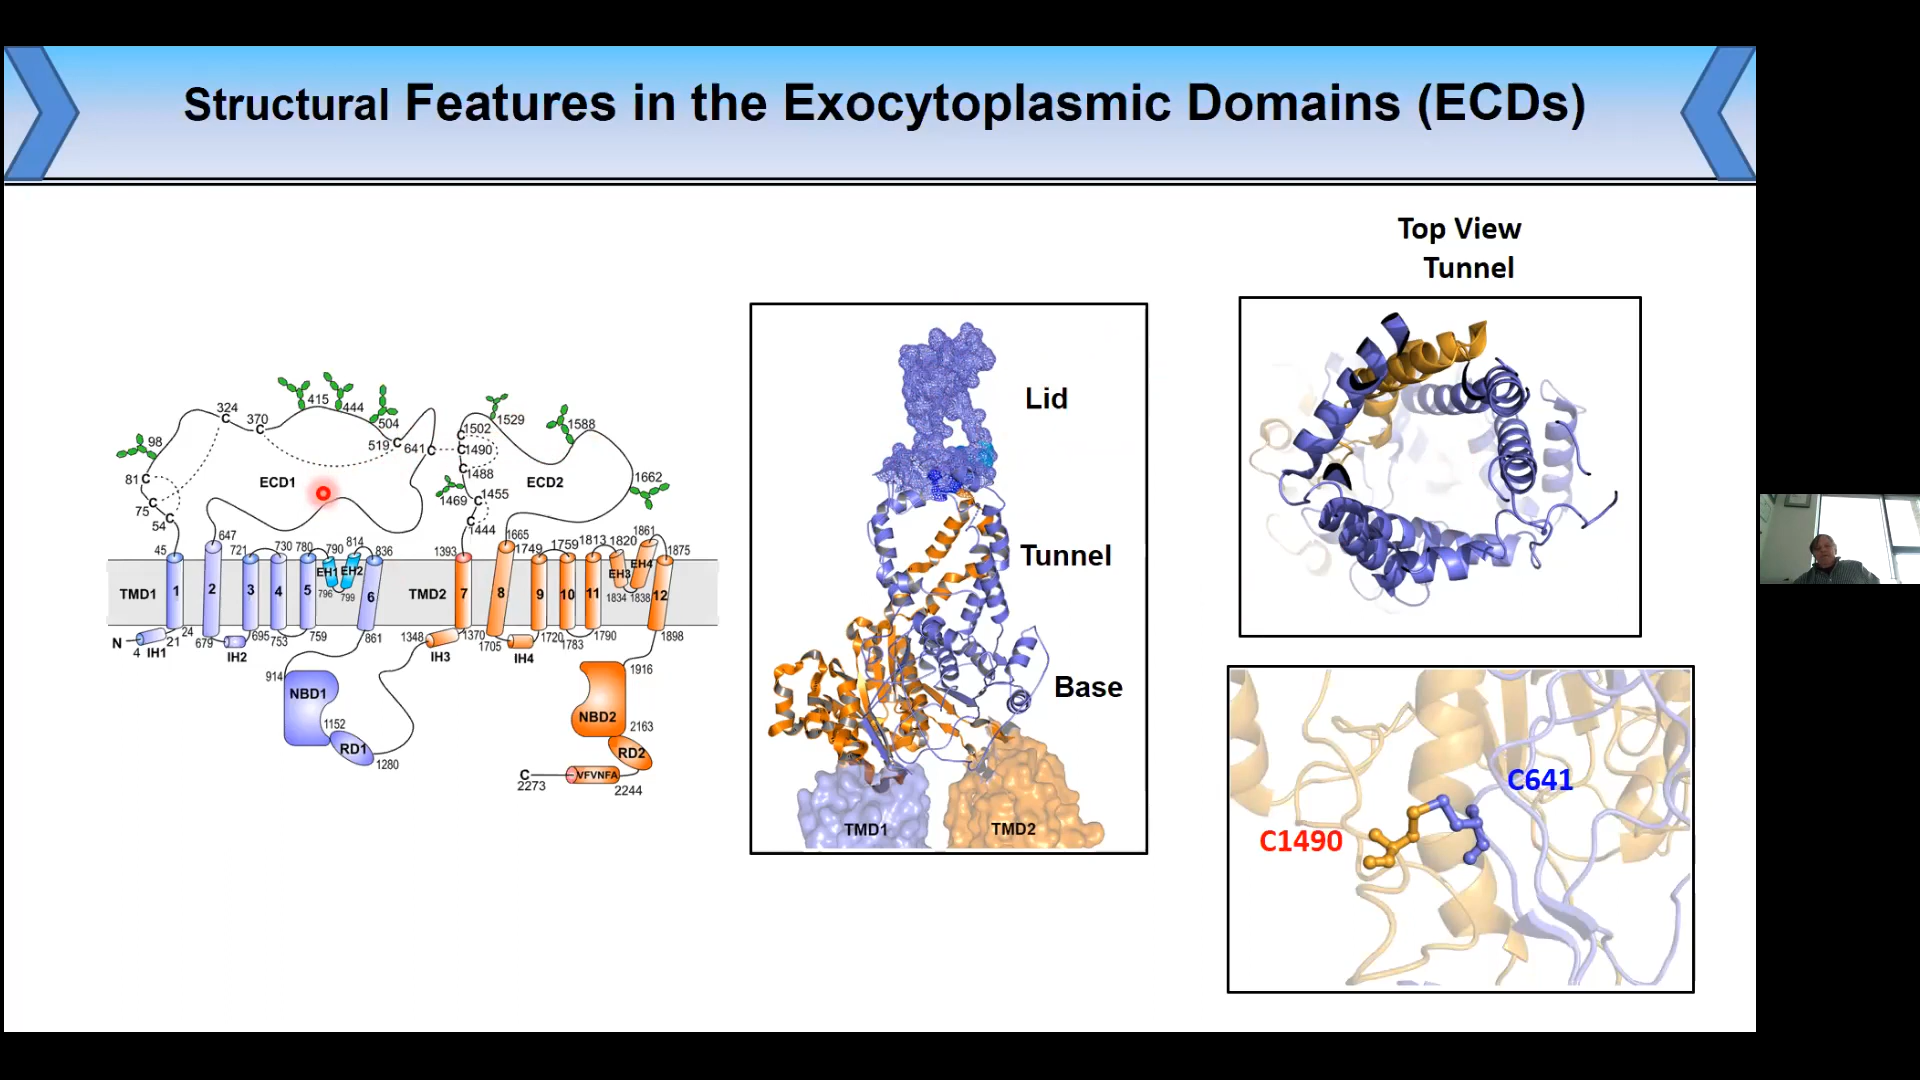 Structural Features in the Exocytoplasmic Domains (ECDs)
Top View
Tunnel
324
370
415
444
504
98
519
641
81
75
54
ECD1
C
C
C
C
C
C
C
1502
1529
1588
1490
1488
1469
1455
1444
ECD2
1662
C
C
C
C
C
45
647
721
730
780
790
814
836
1393
1665
1749
1759
1813
1820
1861
1875
TMD1
1
2
3
4
5
EH1
EH2
796
799
6
TMD2
7
8
9
10
11
EH3
EH4
1834
1838
12
N
4
IH1
21
24
679
IH2
695
753
759
861
1348
IH3
1370
1705
IH4
1720
1783
1790
1898
914
NBD1
1152
RD1
1280
1916
NBD2
2163
RD2
C
2273
VFVNFA
2244
Lid
Tunnel
Base
TMD1
TMD2
C641
C1490